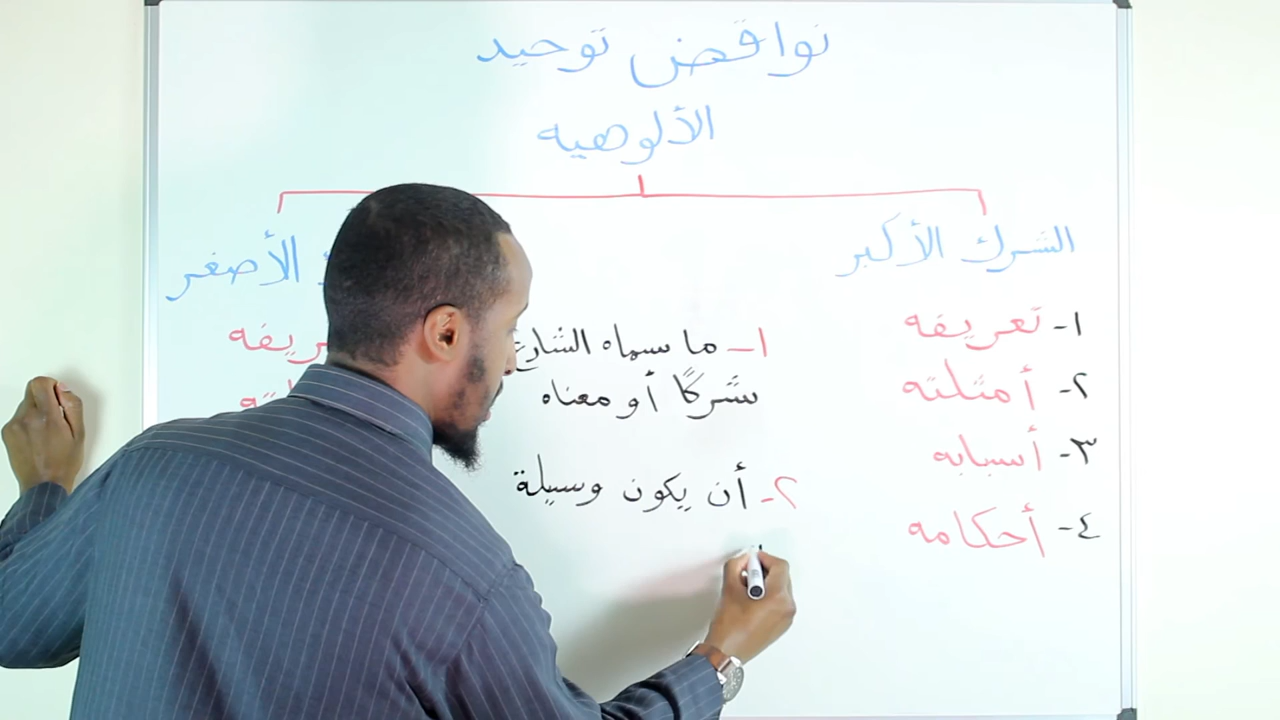 نواقض توحيد
الألوهيه
الشرك الأكبر
١- تعريفه
٢- أمثلته
٣- أسبابه
٤- أحكامه
١- ما سماه الشارع
شركًا أو معناه
٢- أن يكون وسيلة
الأصغر